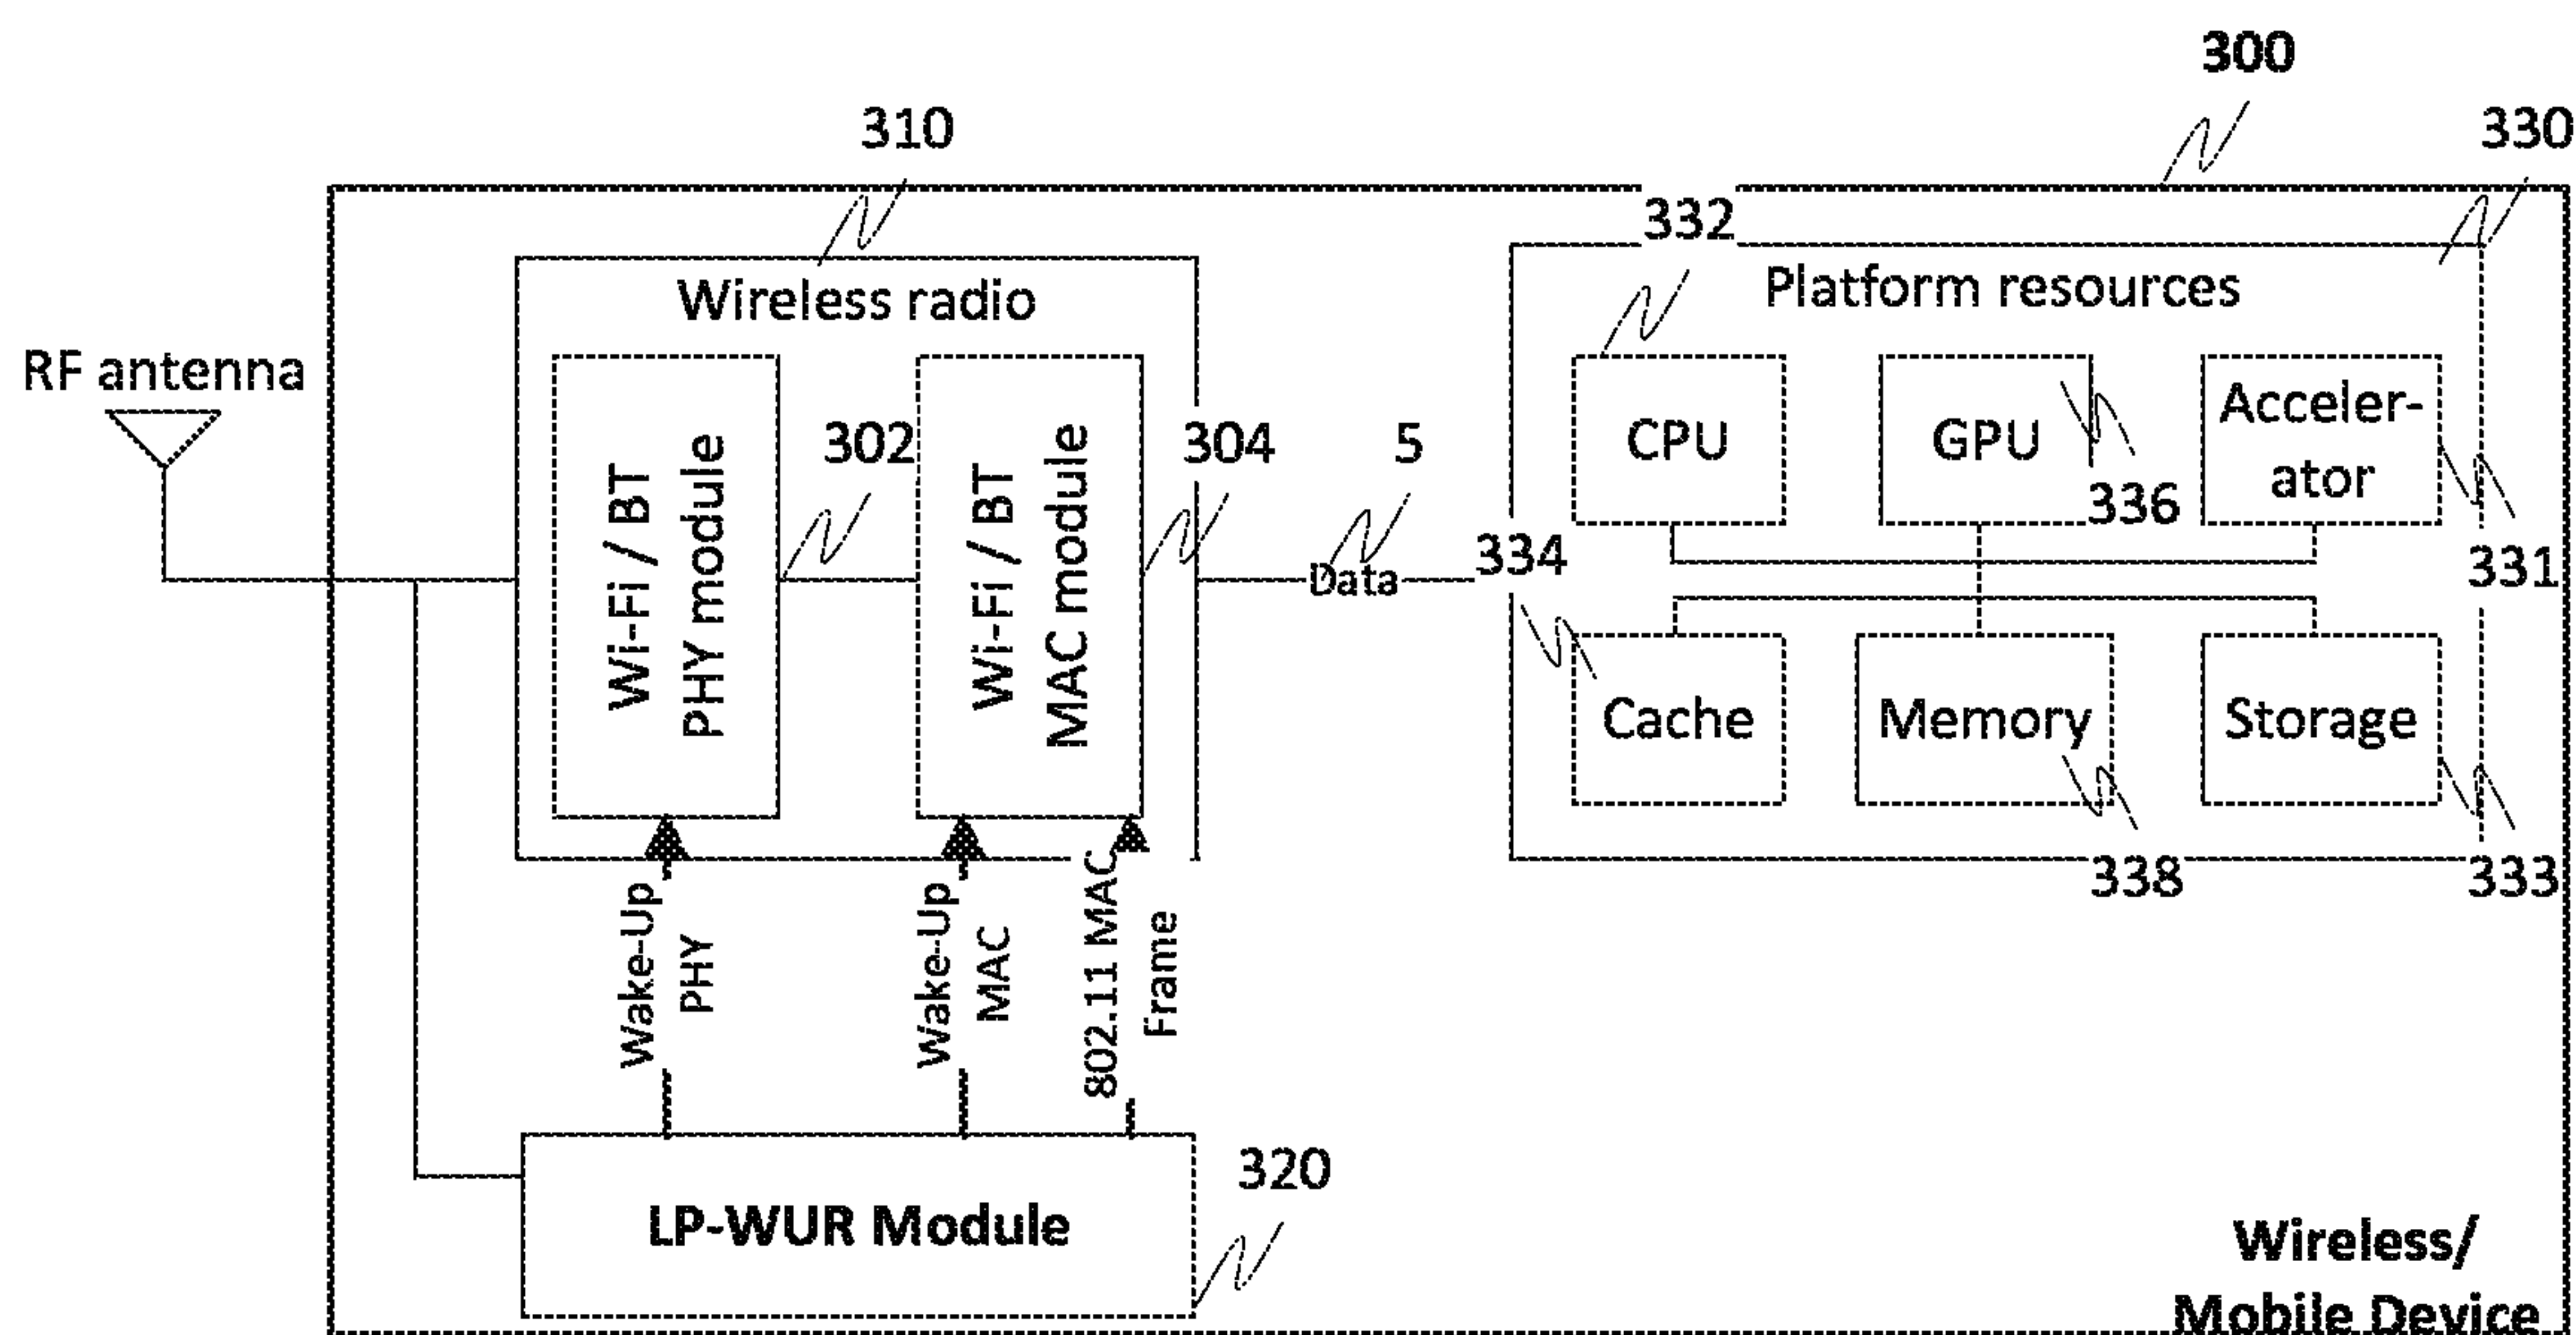 300
310
330
332
Wireless radio
Platform resources
RF antenna
Wi-Fi / BT
PHY module
302
Wi-Fi / BT
MAC module
304
5
Data
CPU
GPU
336
Acceler-
ator
331
334
Cache
Memory
Storage
338
333
Wake-Up
PHY
Wake-Up
MAC
802.11 MAC
Frame
320
LP-WUR Module
Wireless/
Mobile Device